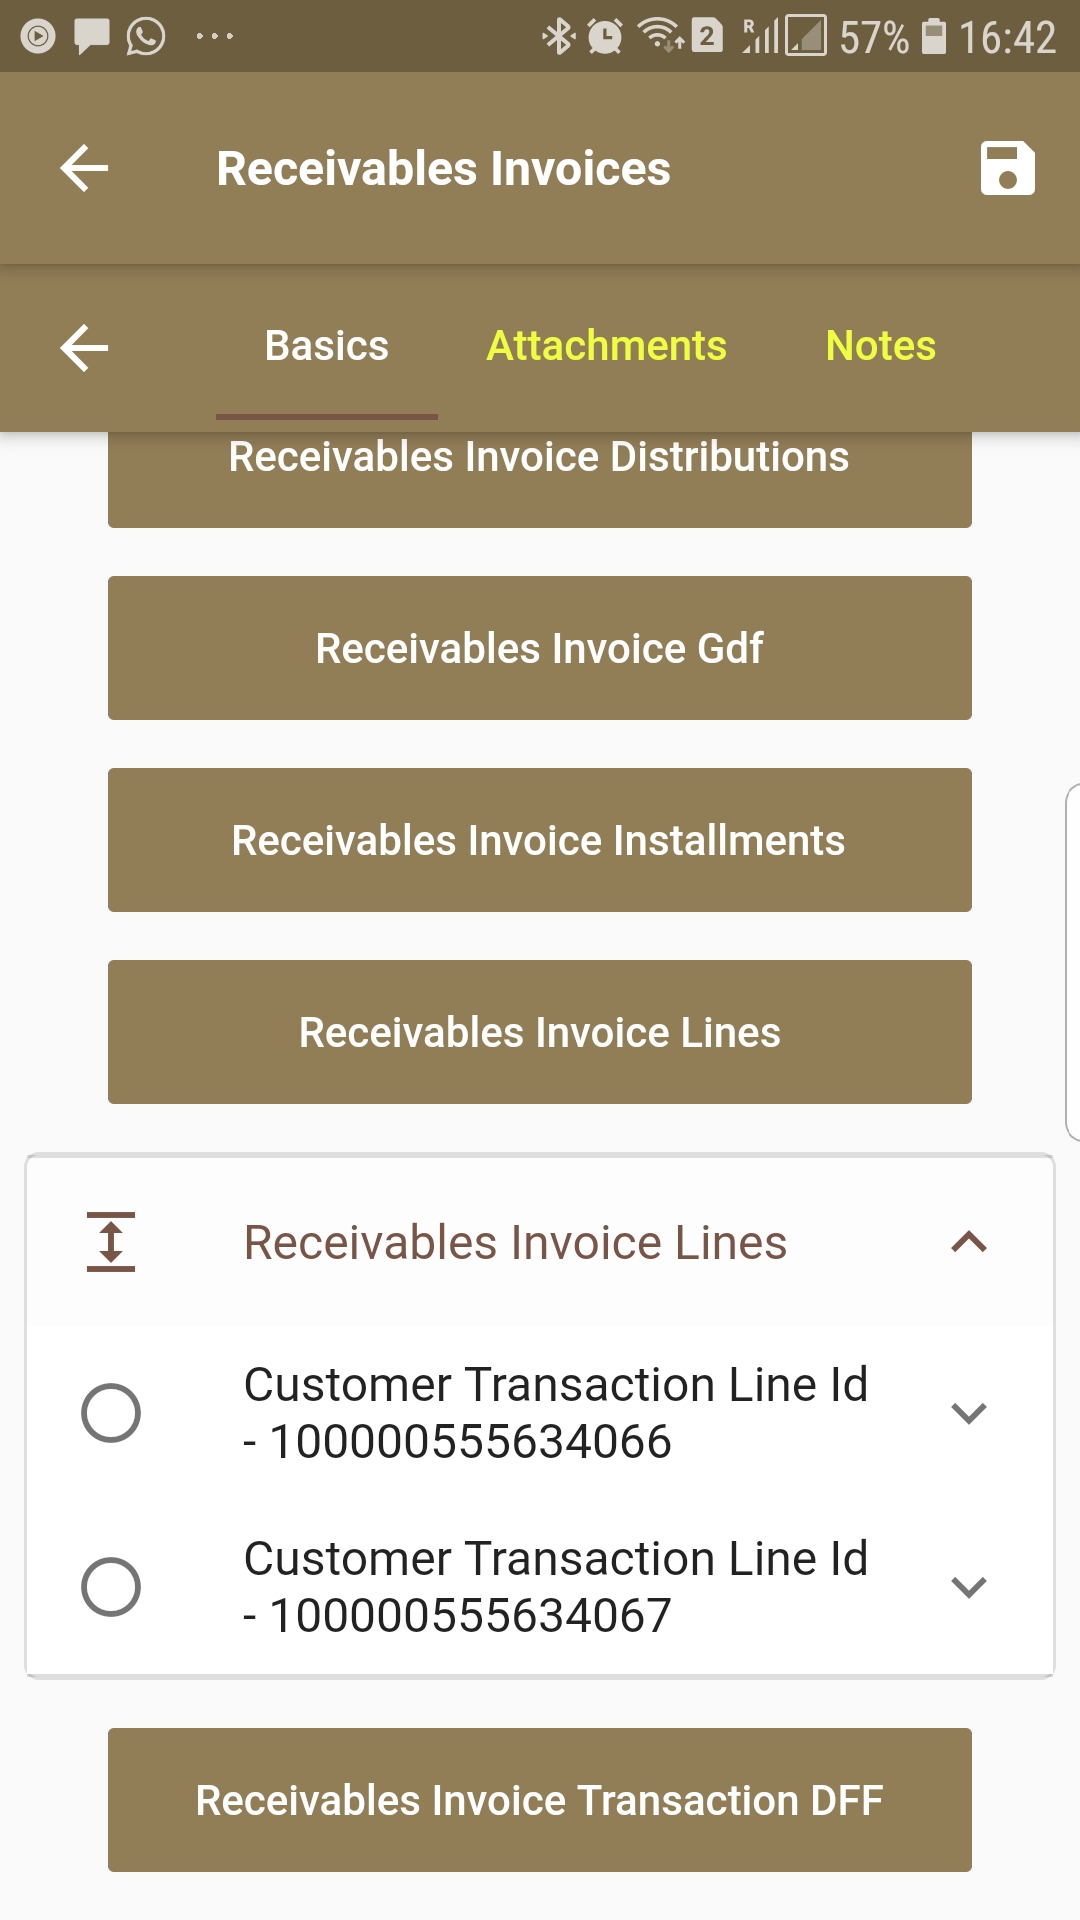 2 R 57% 16:42
Receivables Invoices
Basics Attachments Notes
Receivables Invoice Distributions
Receivables Invoice Gdf
Receivables Invoice Installments
Receivables Invoice Lines
Receivables Invoice Lines
Customer Transaction Line Id
- 100000555634066
Customer Transaction Line Id
- 100000555634067
Receivables Invoice Transaction DFF